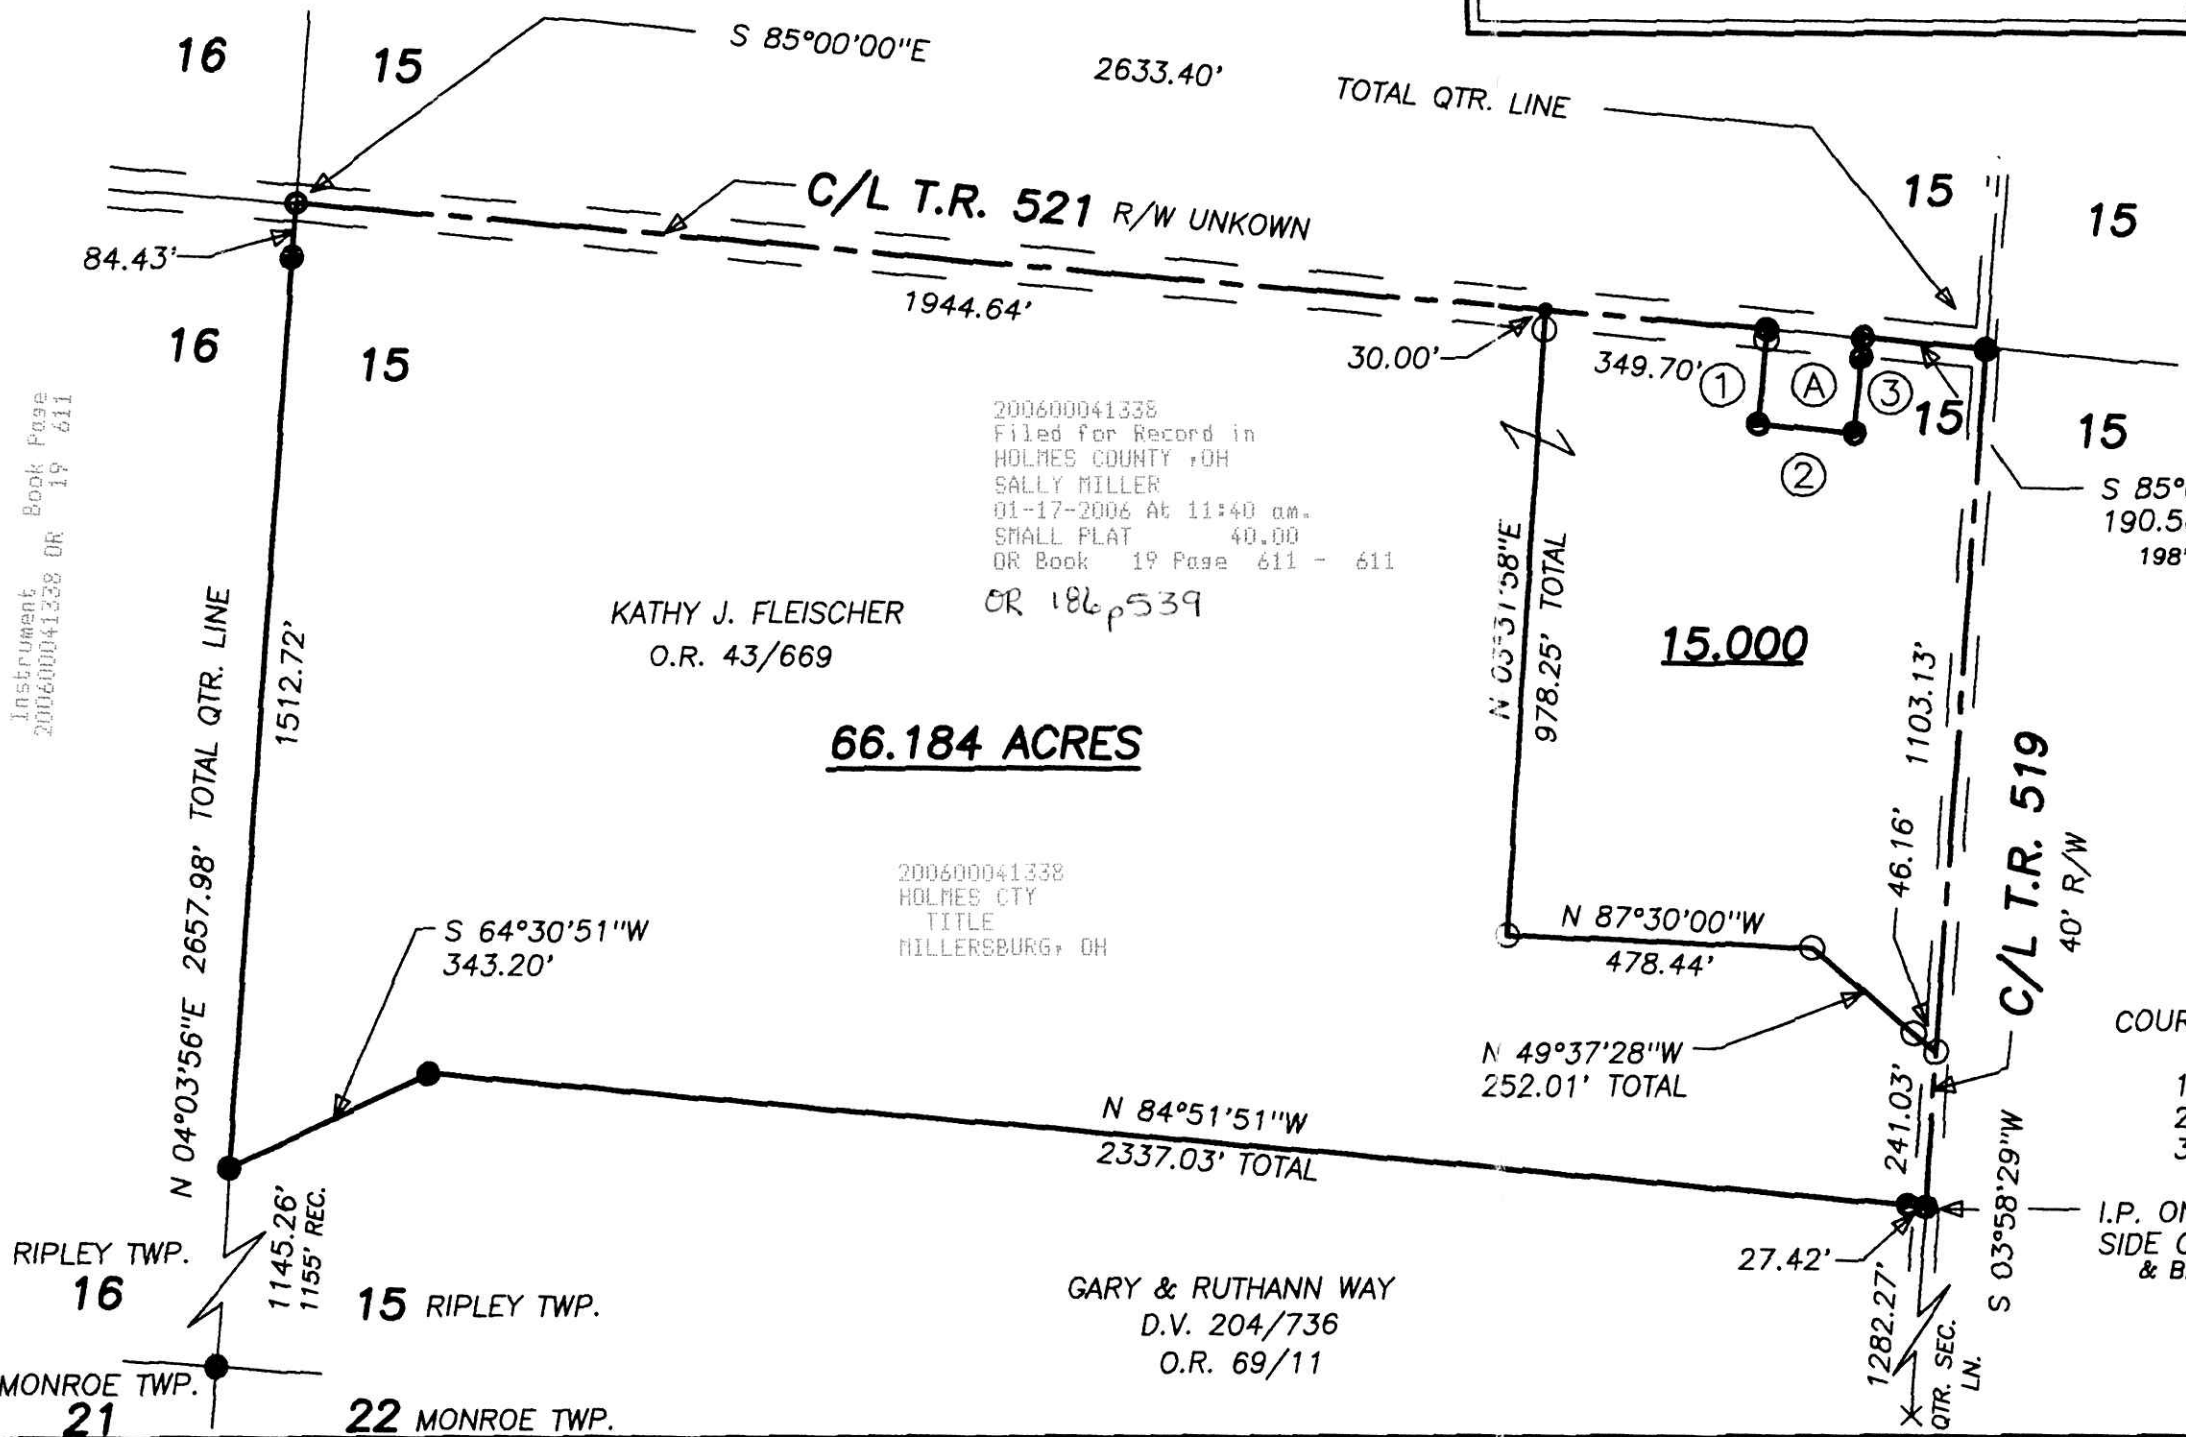 16
15
S 85°00'00"E
2633.40'
TOTAL QTR. LINE
15
15
C/L T.R. 521 R/W UNKOWN
84.43'
1944.64'
30.00'
349.70'
1
A
3
15
15
2
16
15
Instrument Book Page
200600041338 OR 19 611
200600041338
Filed for Record in
HOLMES COUNTY ,OH
SALLY MILLER
01-17-2006 At 11:40 am.
SMALL PLAT 40.00
OR Book 19 Page 611 - 611
OR 186 p539
S 85°
190.5
198'
KATHY J. FLEISCHER
O.R. 43/669
N 04°03'56"E 2657.98' TOTAL QTR. LINE
1512.72'
N 03°31'58"E
978.25' TOTAL
15.000
1103.13'
66.184 ACRES
C/L T.R. 519
40' R/W
46.16'
200600041338
HOLMES CTY
TITLE
MILLERSBURG, OH
S 64°30'51"W
343.20'
N 87°30'00"W
478.44'
N 49°37'28"W
252.01' TOTAL
COUR
1
2
3
241.03'
N 84°51'51"W
2337.03' TOTAL
S 03°58'29"W
I.P. ON
SIDE
& B
27.42'
1145.26'
1155' REC.
RIPLEY TWP.
16
15 RIPLEY TWP.
GARY & RUTHANN WAY
D.V. 204/736
O.R. 69/11
1282.27'
QTR. SEC.
LN.
MONROE TWP.
21
22 MONROE TWP.